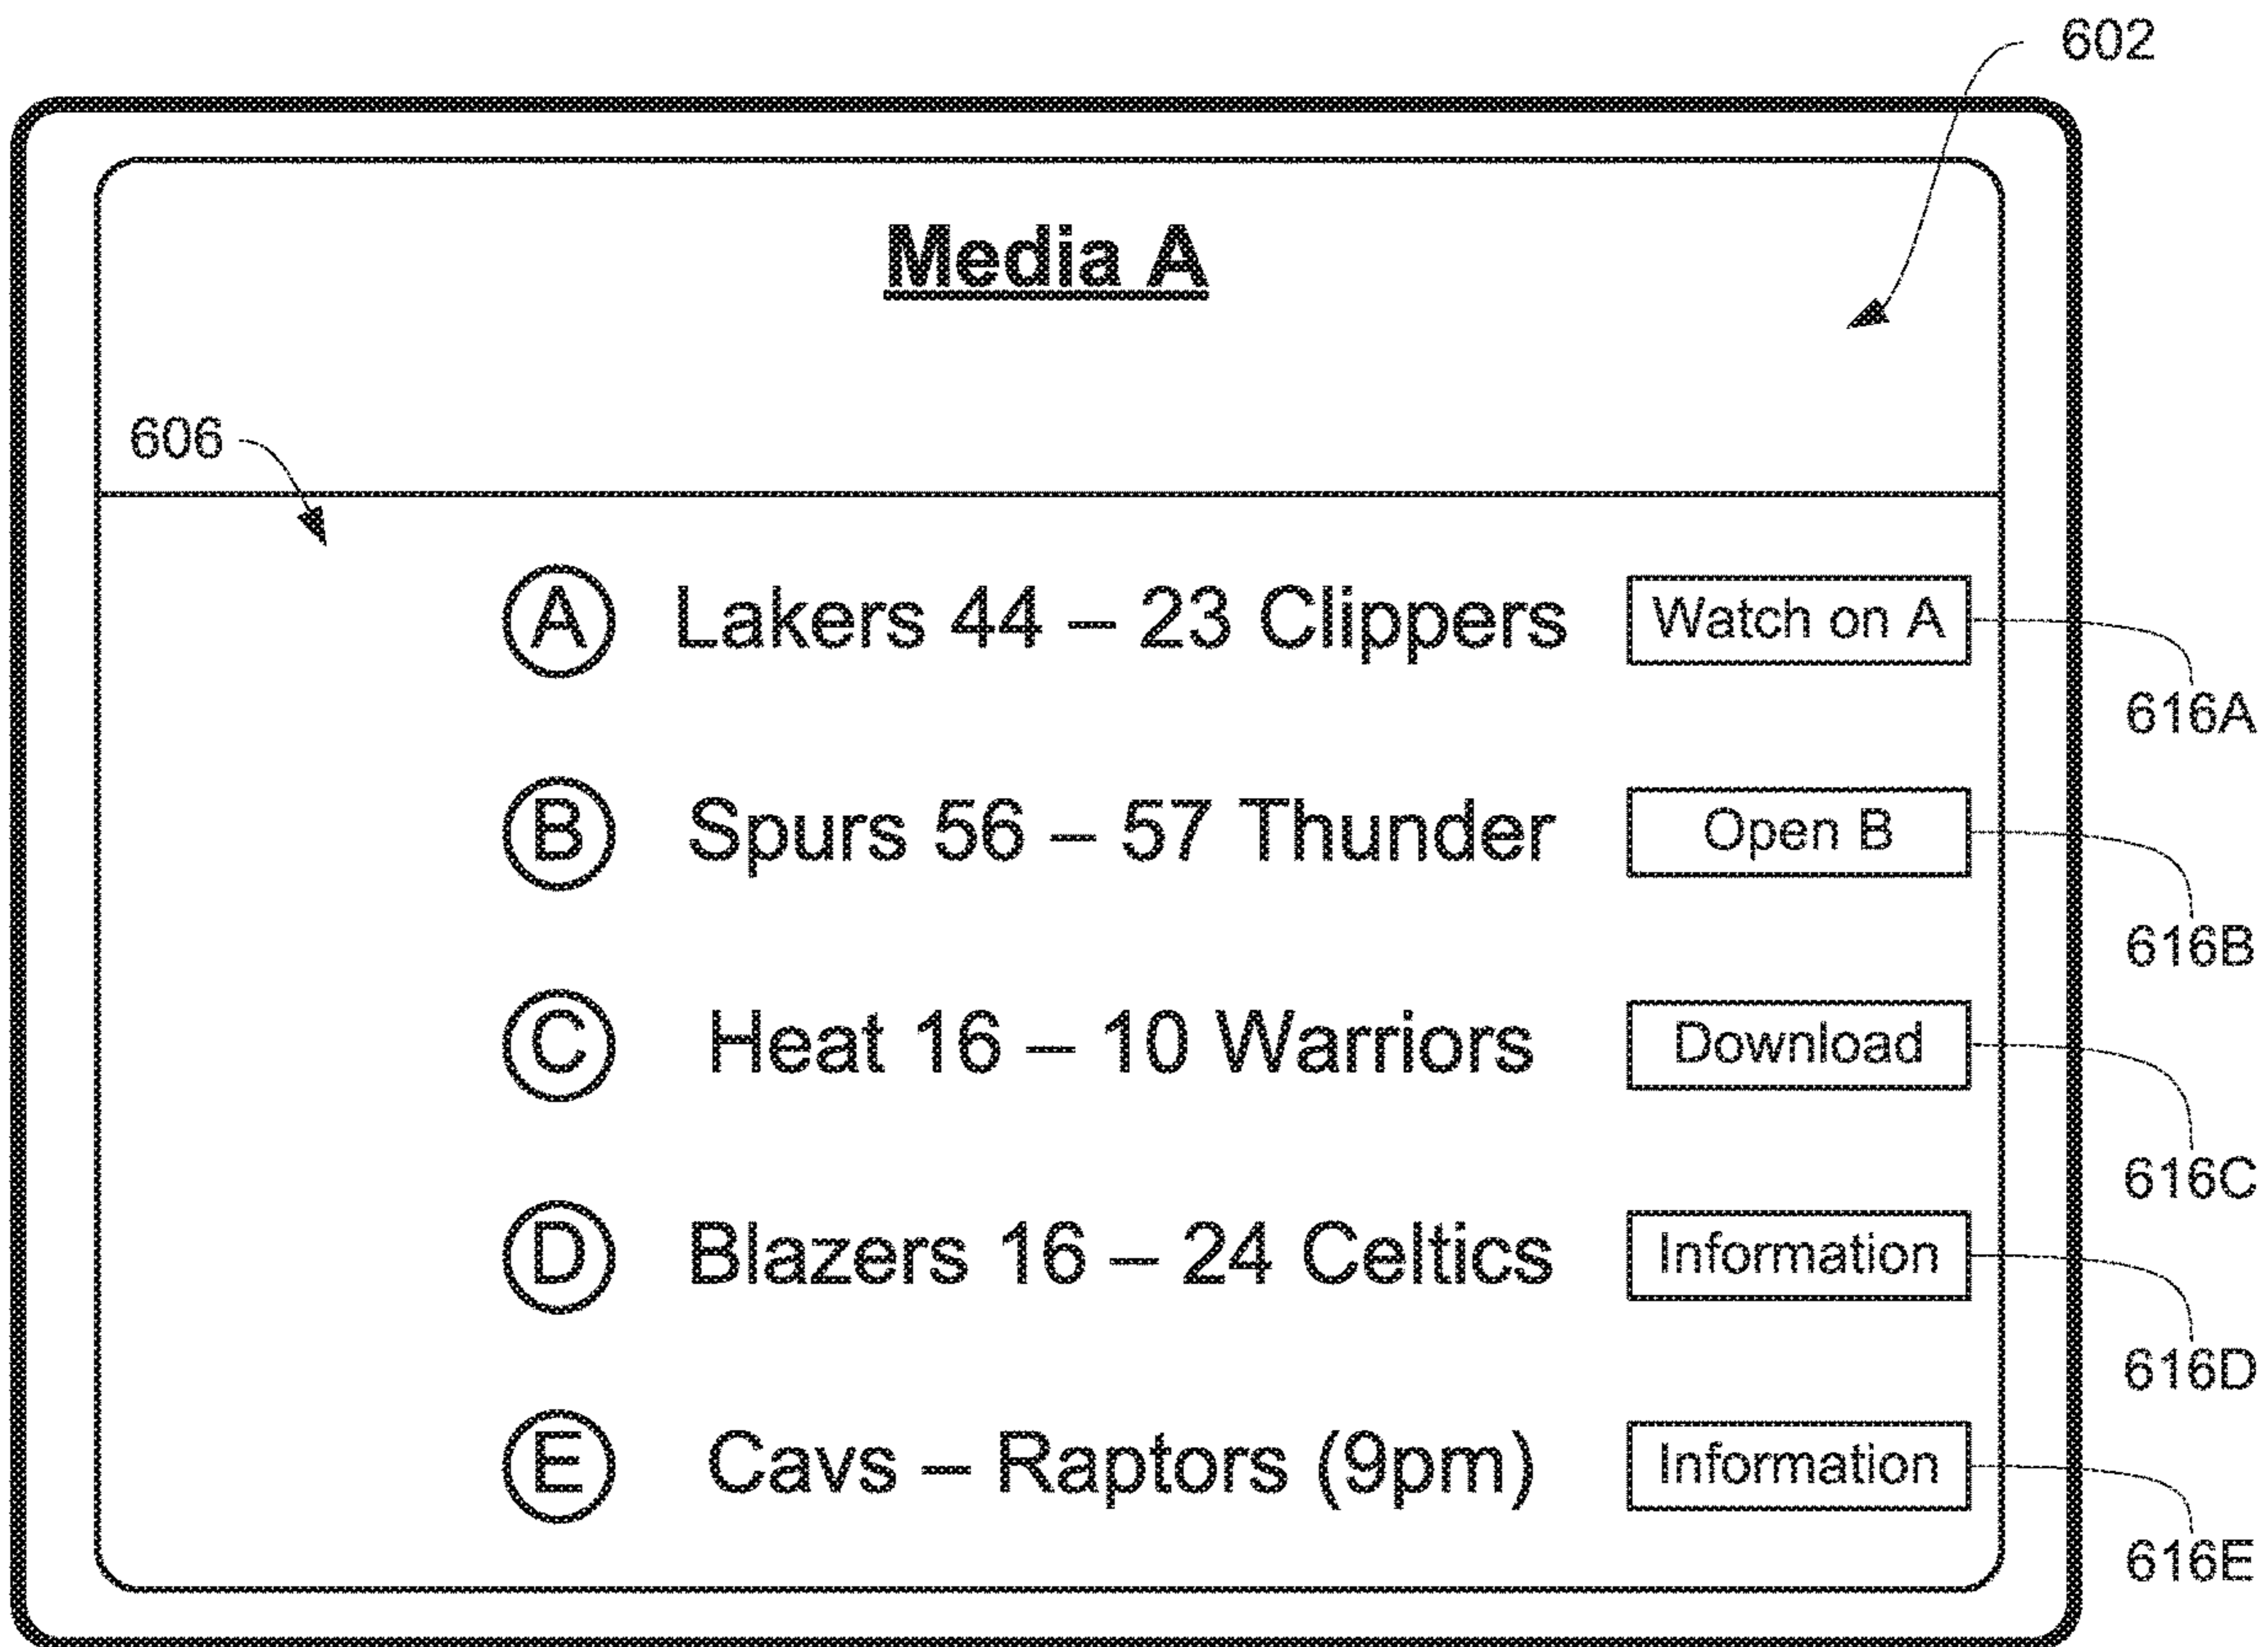 602
Media A
606
A Lakers 44 – 23 Clippers Watch on A
616A
B Spurs 56 – 57 Thunder Open B
616B
C Heat 16 – 10 Warriors Download
616C
D Blazers 16 – 24 Celtics Information
616D
E Cavs – Raptors (9pm) Information
616E